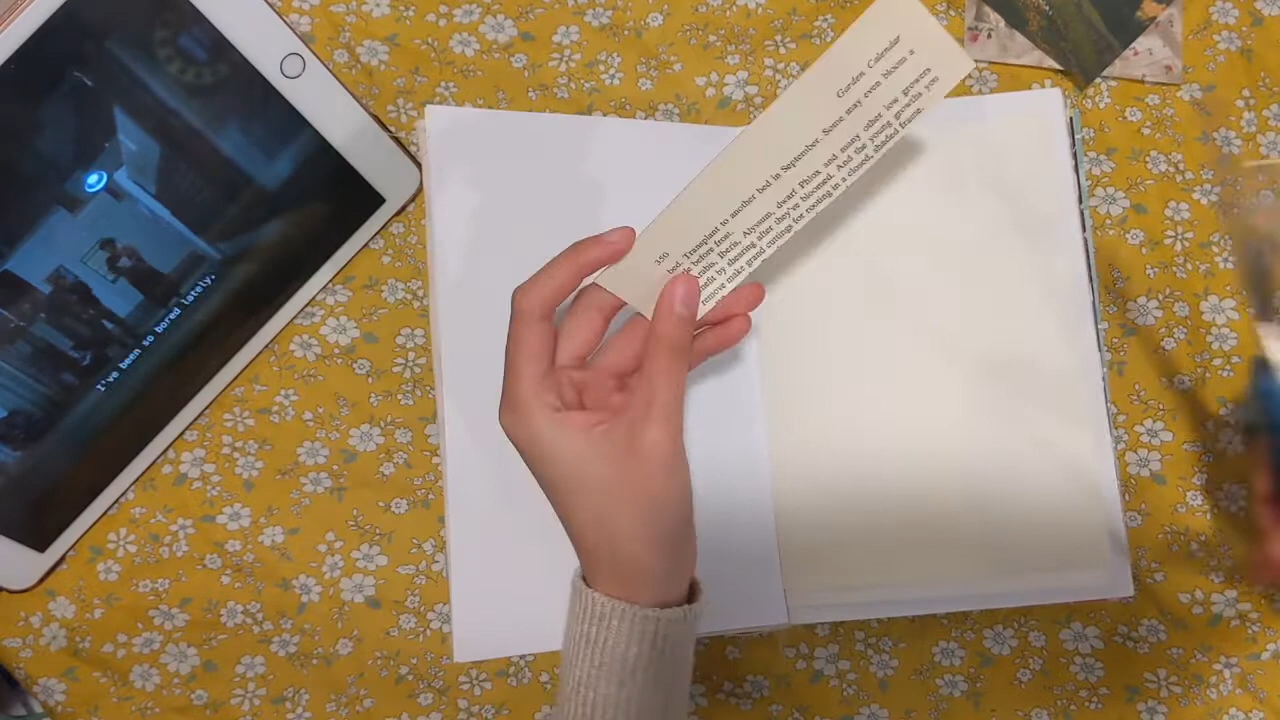 I've been so bored lately,
350 Garden Calendar
bed. Transplant to another bed in September. Some may even bloom a
before frost.
Iberis, Alyssum, dwarf Phlox and many other low growers
by shearing after they've bloomed. And the young growths you
remove make grand cuttings for rooting in a closed, shaded frame.